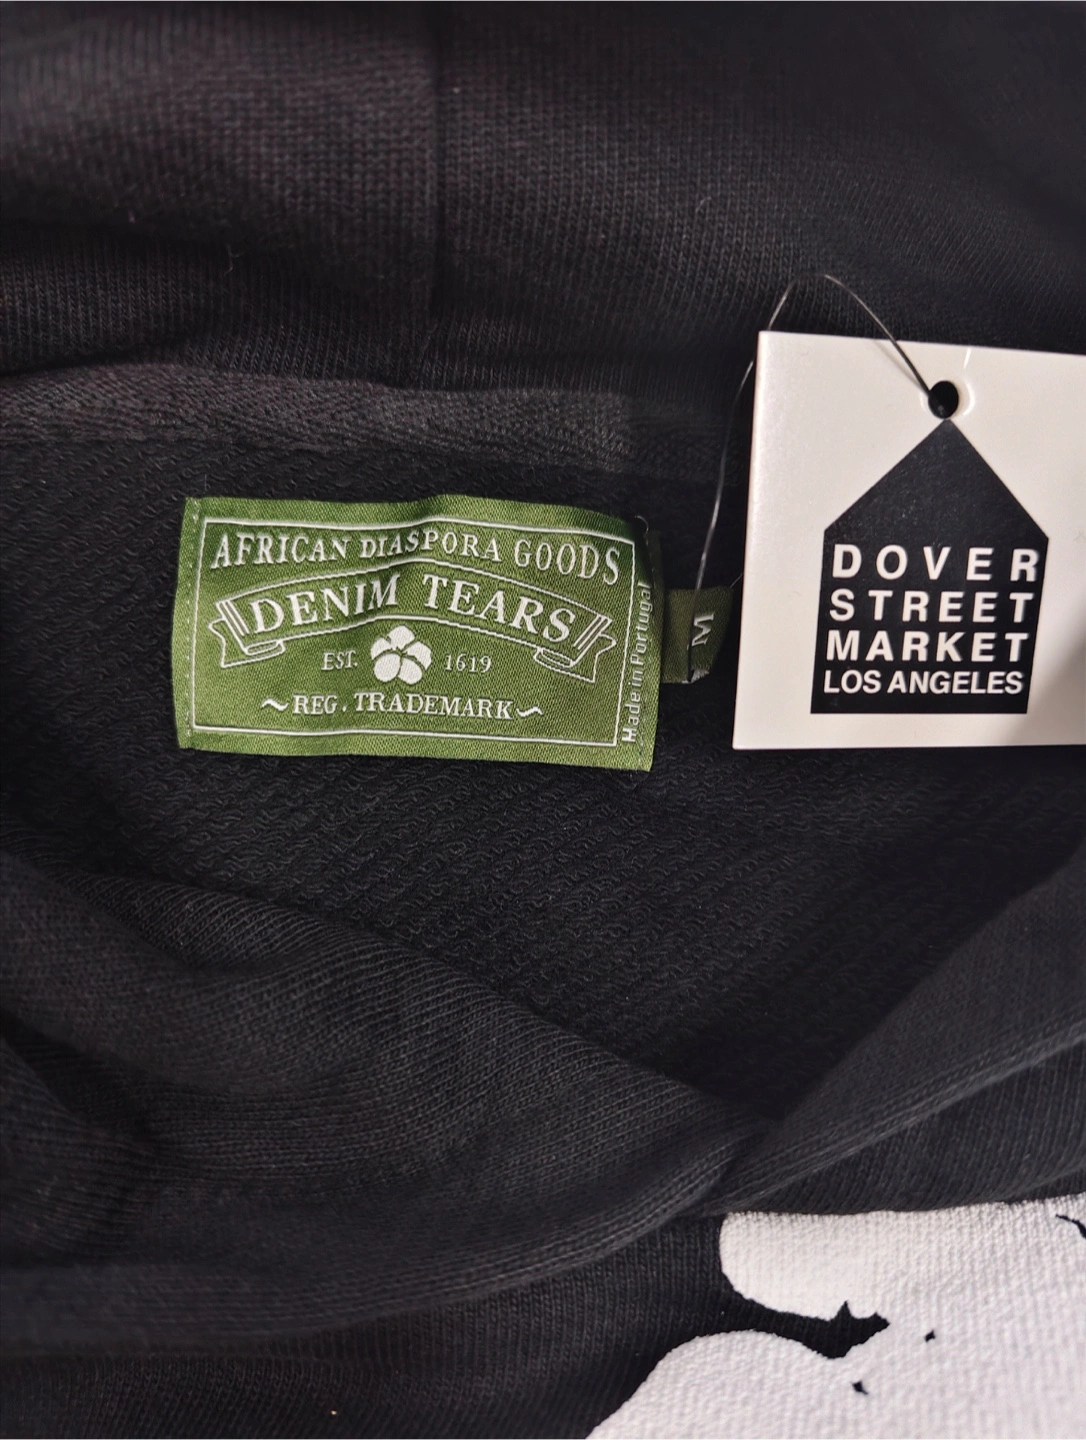 AFRICAN DIASPORA GOODS
DENIM TEARS
EST. 1619
~REG. TRADEMARK~
Made in Portugal
M
DOVER
STREET
MARKET
LOS ANGELES